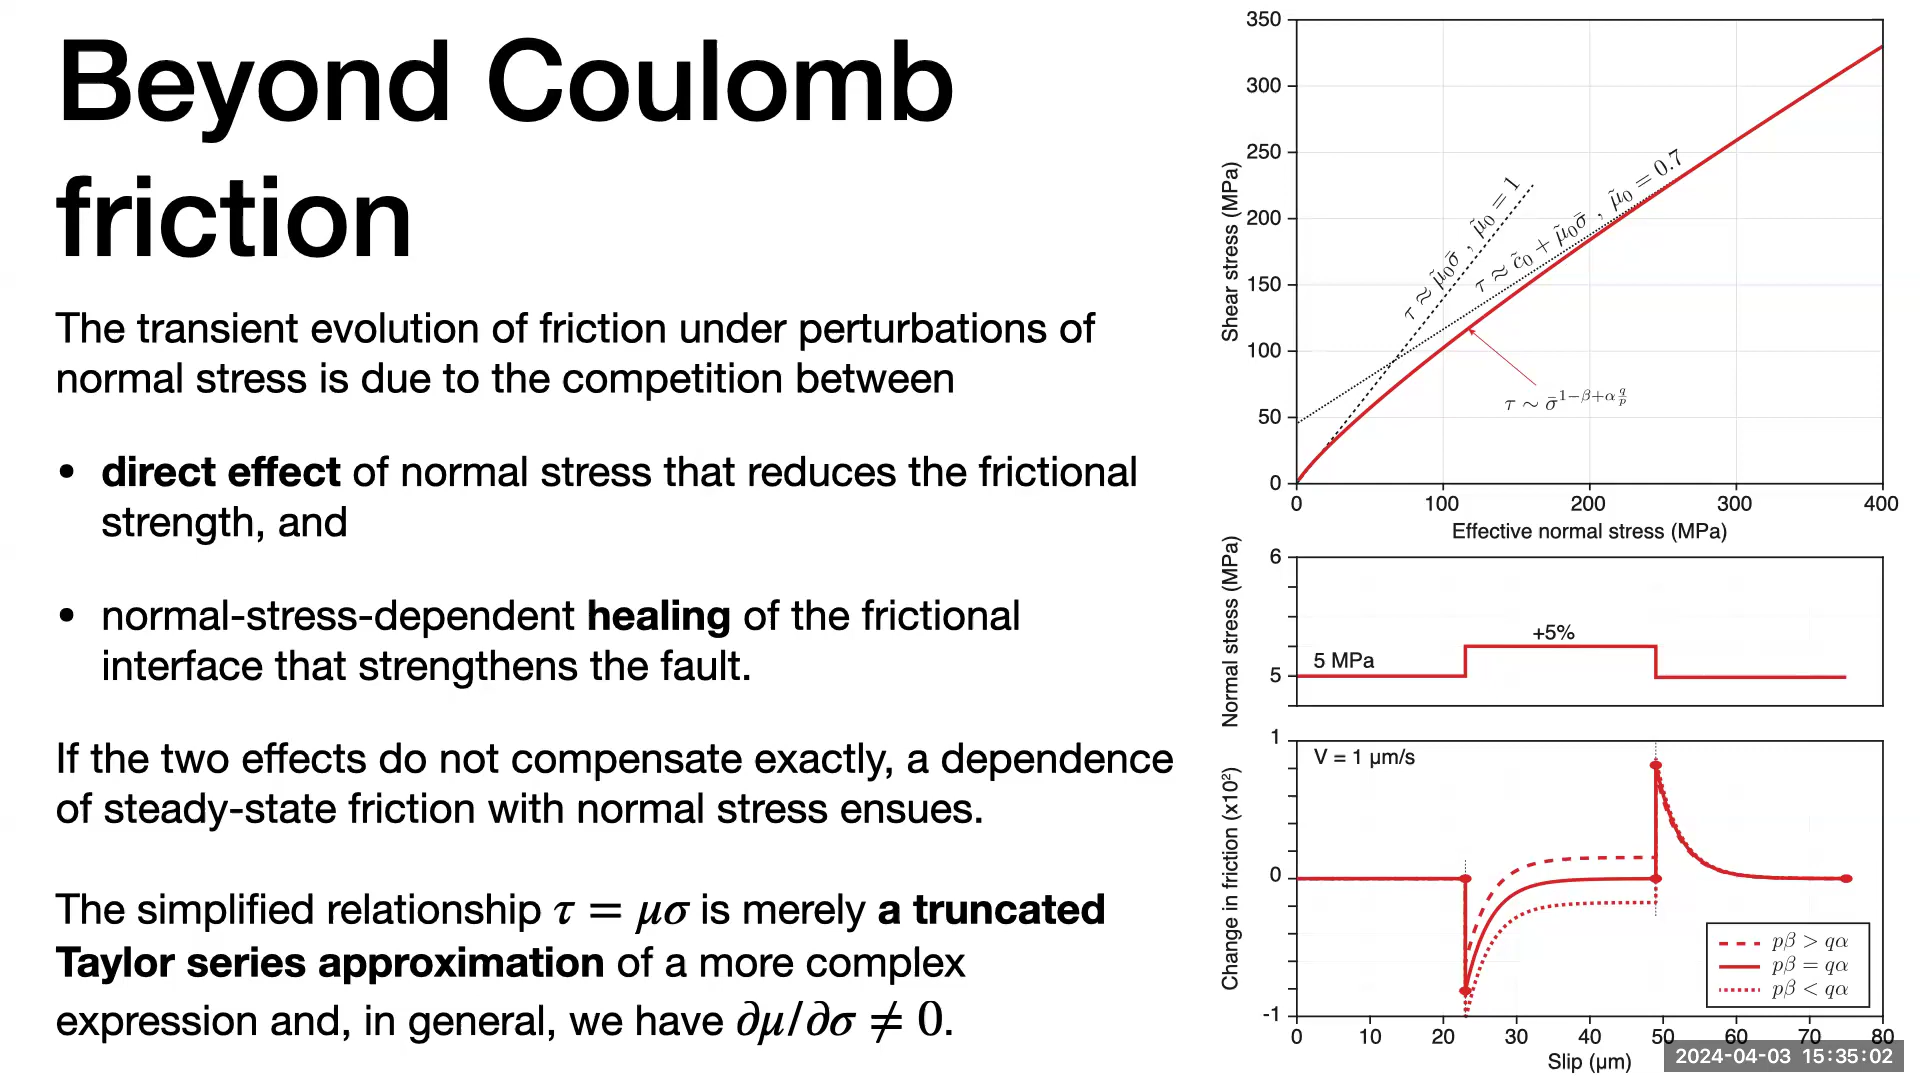 Beyond Coulomb
friction
The transient evolution of friction under perturbations of
normal stress is due to the competition between
• direct effect of normal stress that reduces the frictional
strength, and
• normal-stress-dependent healing of the frictional
interface that strengthens the fault.
If the two effects do not compensate exactly, a dependence
of steady-state friction with normal stress ensues.
The simplified relationship τ = μσ is merely a truncated
Taylor series approximation of a more complex
expression and, in general, we have ∂μ/∂σ ≠ 0.
350
300
250
200
150
100
50
0
Shear stress (MPa)
τ ≈ μ̃₀σ̄ , μ̃₀ = 1
τ ≈ c̃₀ + μ̃₀σ̄ , μ̃₀ = 0.7
τ ∼ σ̄^{1−β+α q/p}
0 100 200 300 400
Effective normal stress (MPa)
6
5
Normal stress (MPa)
5 MPa
+5%
1
0
-1
Change in friction (x10²)
V = 1 μm/s
pβ > qα
pβ = qα
pβ < qα
0 10 20 30 40 50 60 70 80
Slip (μm)
2024-04-03 15:35:02